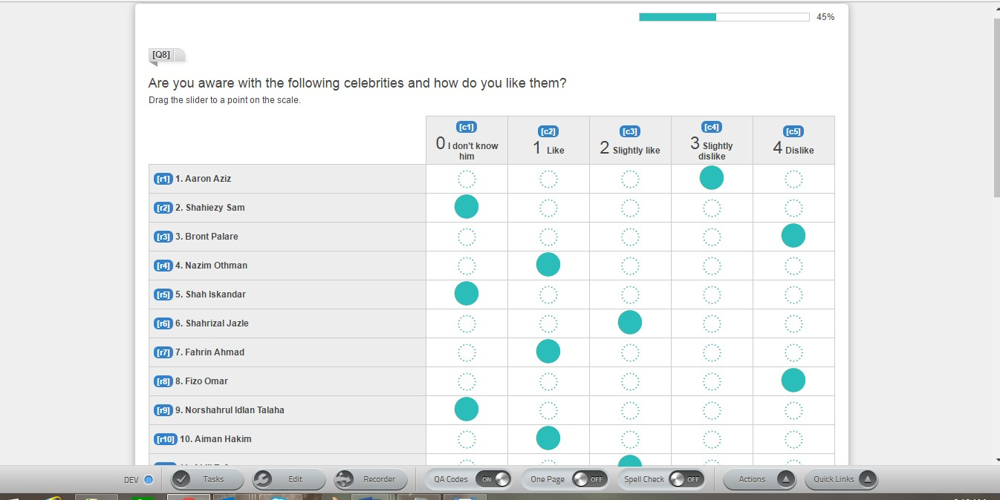 45%
[Q8]
Are you aware with the following celebrities and how do you like them?
Drag the slider to a point on the scale.
[c1]
0 I don't know
him
[c2]
1 Like
[c3]
2 Slightly like
[c4]
3 Slightly
dislike
[c5]
4 Dislike
[r1] 1. Aaron Aziz
[r2] 2. Shahiezy Sam
[r3] 3. Bront Palare
[r4] 4. Nazim Othman
[r5] 5. Shah Iskandar
[r6] 6. Shahrizal Jazle
[r7] 7. Fahrin Ahmad
[r8] 8. Fizo Omar
[r9] 9. Norshahrul Idlan Talaha
[r10] 10. Aiman Hakim
DEV Tasks Edit Recorder QA Codes ON One Page OFF Spell Check OFF Actions Quick Links